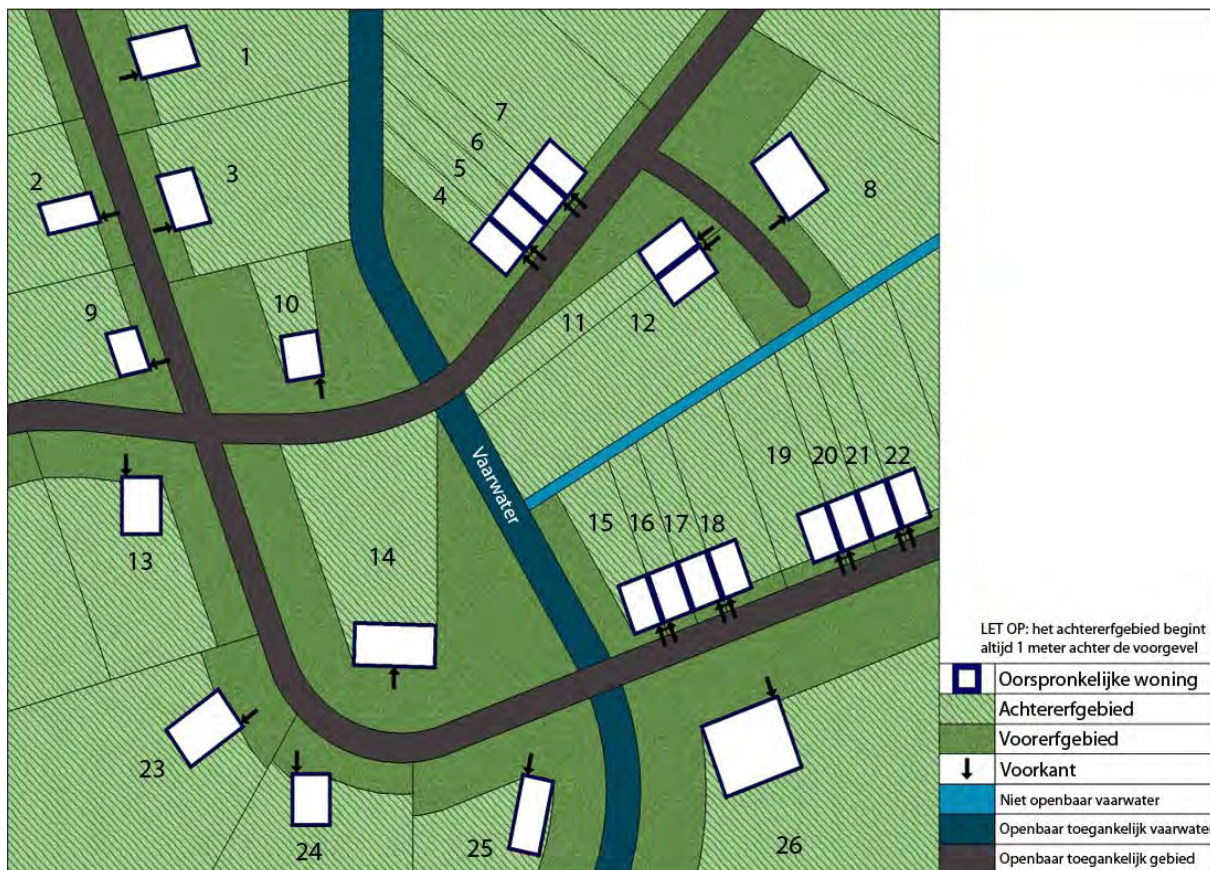 1
7
6
5
4
2
3
8
10
11
12
9
Vaarwater
19
20
21
22
15
16
17
18
13
14
23
24
25
26
LET OP: het achtererfgebied begint
altijd 1 meter achter de voorgevel
Oorspronkelijke woning
Achtererfgebied
Voorerfgebied
Voorkant
Niet openbaar vaarwater
Openbaar toegankelijk vaarwater
Openbaar toegankelijk gebied